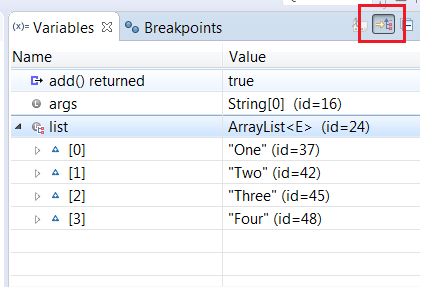 (x)= Variables Breakpoints
Name Value
add() returned true
args String[0] (id=16)
list ArrayList<E> (id=24)
[0] "One" (id=37)
[1] "Two" (id=42)
[2] "Three" (id=45)
[3] "Four" (id=48)